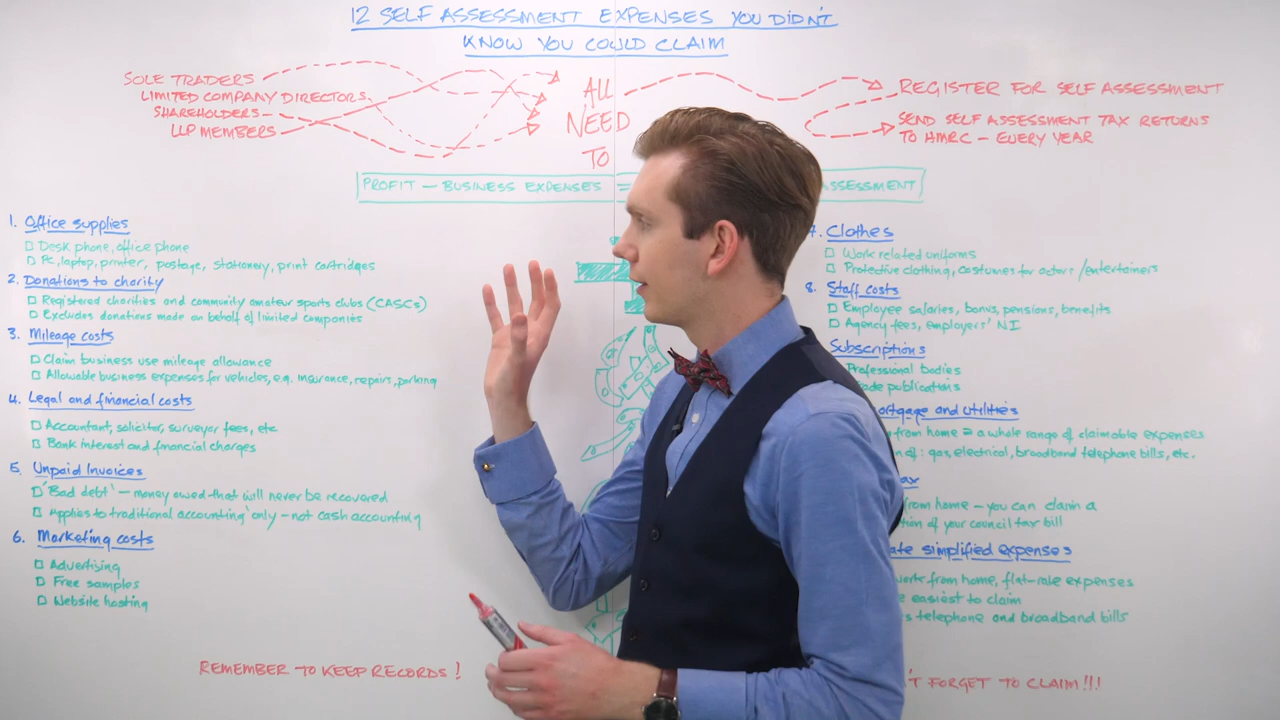 12 SELF ASSESSMENT EXPENSES YOU DIDN'T
KNOW YOU COULD CLAIM
SOLE TRADERS
LIMITED COMPANY DIRECTORS
SHAREHOLDERS
LLP MEMBERS
ALL
NEED
TO
REGISTER FOR SELF ASSESSMENT
SEND SELF ASSESSMENT TAX RETURNS
TO HMRC – EVERY YEAR
PROFIT – BUSINESS EXPENSES = ASSESSMENT
1. Office supplies
Desk phone, office phone
PC, laptop, printer, postage, stationery, print cartridges
2. Donations to charity
Registered charities and community amateur sports clubs (CASCs)
Excludes donations made on behalf of limited companies
3. Mileage costs
Claim business use mileage allowance
Allowable business expenses for vehicles, e.g. insurance, repairs, parking
4. Legal and financial costs
Accountant, solicitor, surveyor fees, etc
Bank interest and financial charges
5. Unpaid Invoices
'Bad debt' – money owed that will never be recovered
Applies to 'traditional accounting' only – not cash accounting
6. Marketing costs
Advertising
Free samples
Website hosting
REMEMBER TO KEEP RECORDS!
Clothes
Work related uniforms
Protective clothing, costumes for actors / entertainers
8. Staff costs
Employee salaries, bonus, pensions, benefits
Agency fees, employers' NI
Subscriptions
Professional bodies
publications
and utilities
from home = a whole range of claimable expenses
of: gas, electrical, broadband telephone bills, etc.
from home – you can claim a
of your council tax bill
simplified expenses
work from home, flat-rate expenses
easiest to claim
telephone and broadband bills
FORGET TO CLAIM!!!